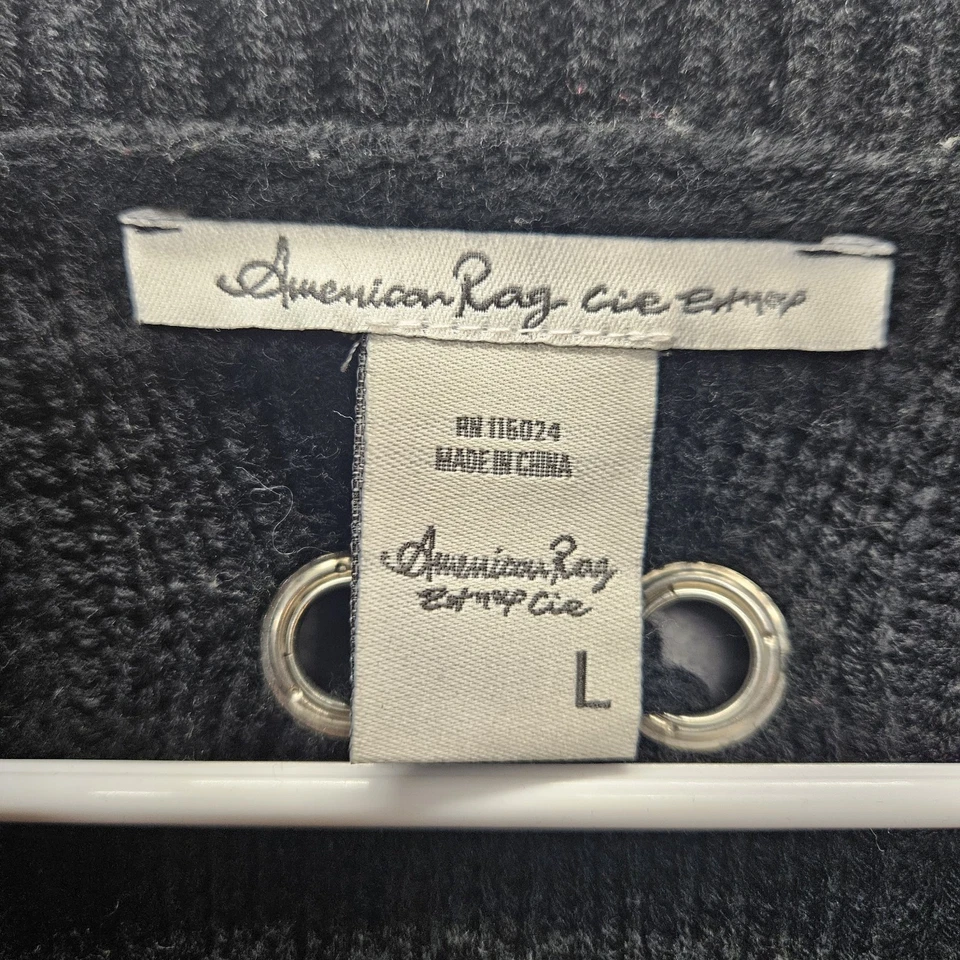 American Rag Cie
RN 116024
MADE IN CHINA
American Rag
Cie
L